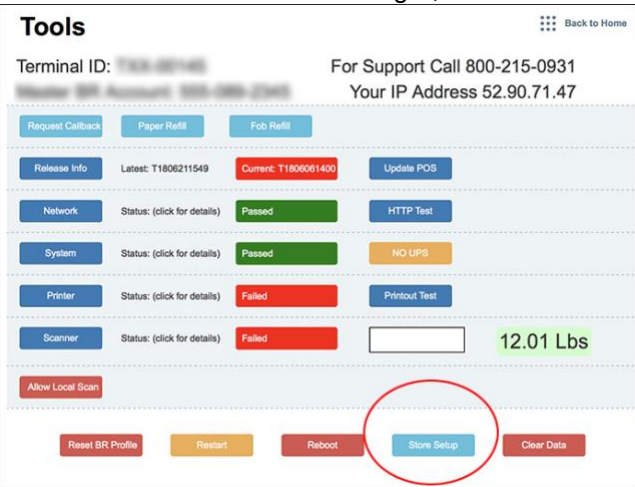 Tools
Back to Home
Terminal ID:
For Support Call 800-215-0931
Your IP Address 52.90.71.47
Request Callback Paper Refill Fob Refill
Release Info Latest: T1806211549 Current: T1806061400 Update POS
Network Status: (click for details) Passed HTTP Test
System Status: (click for details) Passed NO UPS
Printer Status: (click for details) Failed Printout Test
Scanner Status: (click for details) Failed 12.01 Lbs
Allow Local Scan
Reset BR Profile Restart Reboot Store Setup Clear Data